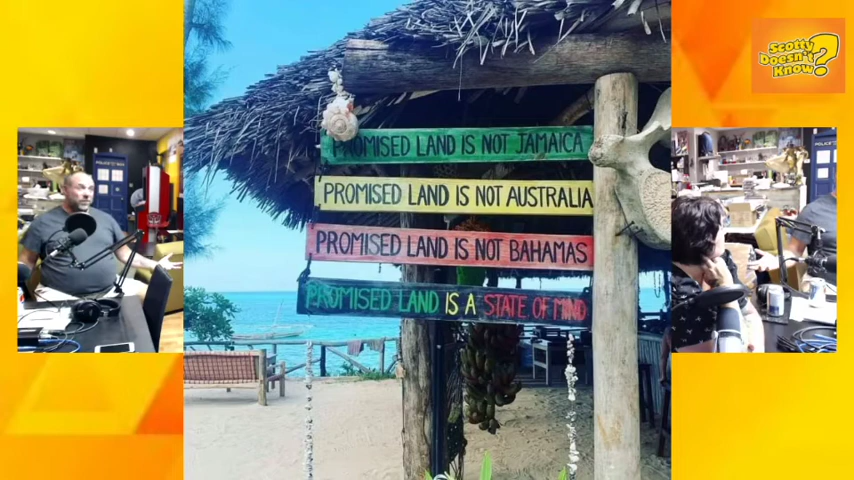 Scotty
Doesn't
Know?
PROMISED LAND IS NOT JAMAICA
PROMISED LAND IS NOT AUSTRALIA
PROMISED LAND IS NOT BAHAMAS
PROMISED LAND IS A STATE OF MIND